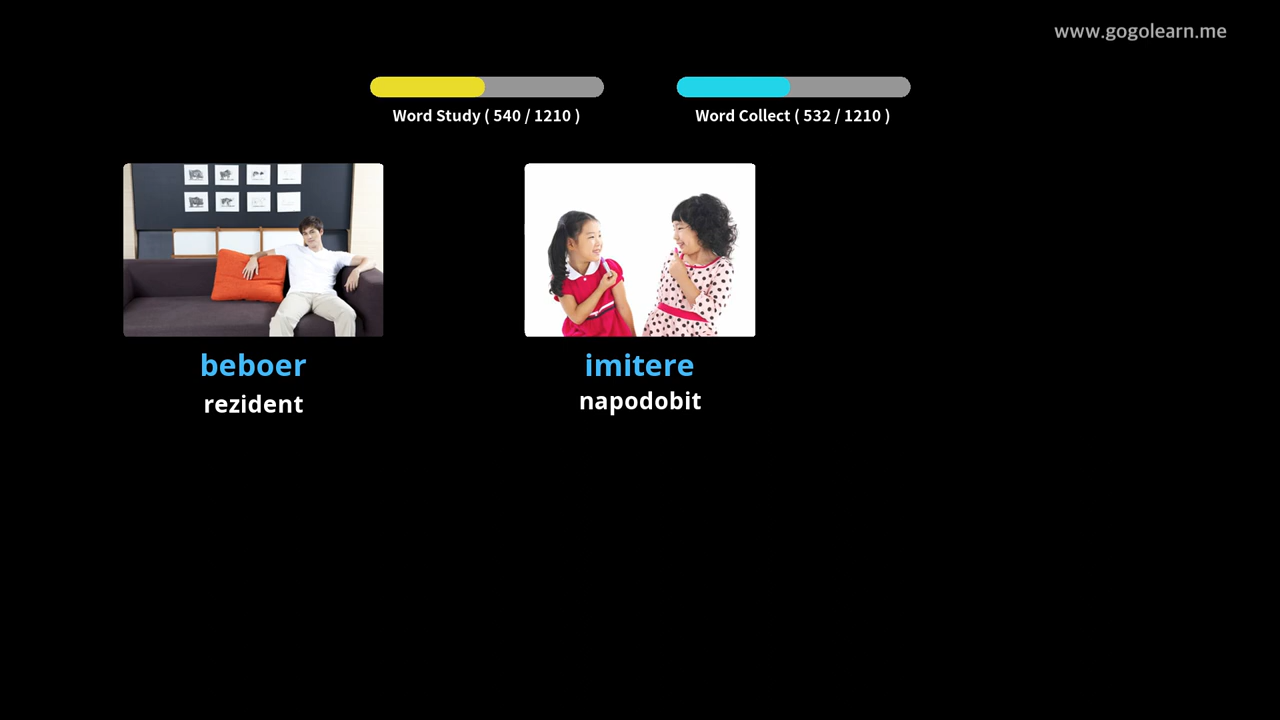 www.gogolearn.me
Word Study ( 540 / 1210 )
Word Collect ( 532 / 1210 )
beboer
rezident
imitere
napodobit